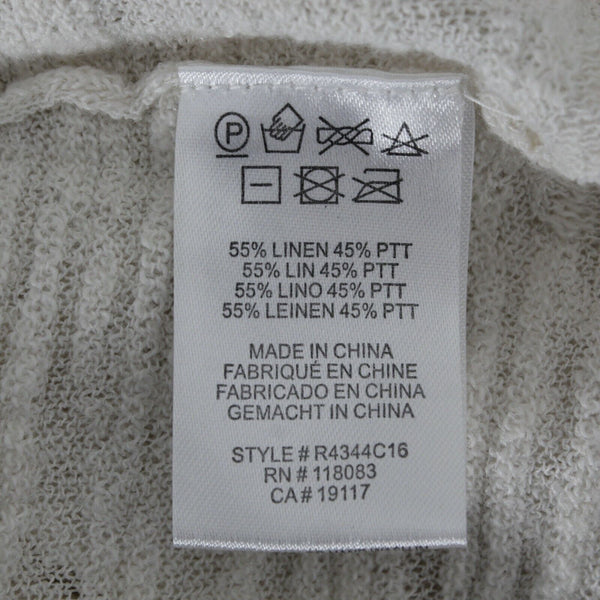 P
55% LINEN 45% PTT
55% LIN 45% PTT
55% LINO 45% PTT
55% LEINEN 45% PTT
MADE IN CHINA
FABRIQUÉ EN CHINE
FABRICADO EN CHINA
GEMACHT IN CHINA
STYLE # R4344C16
RN # 118083
CA # 19117